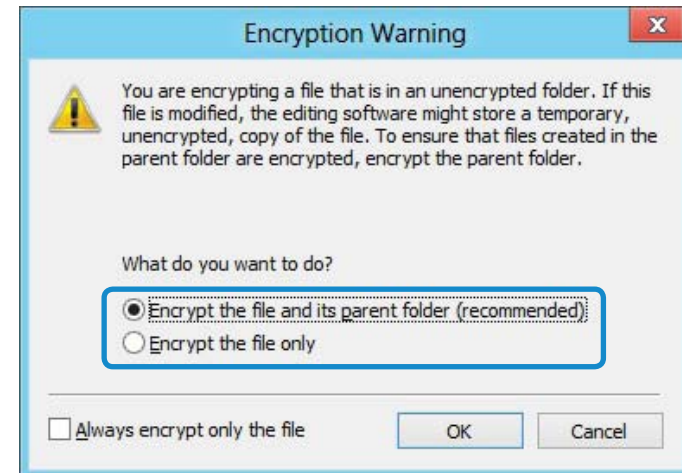 Encryption Warning
x
You are encrypting a file that is in an unencrypted folder. If this
file is modified, the editing software might store a temporary,
unencrypted, copy of the file. To ensure that files created in the
parent folder are encrypted, encrypt the parent folder.
What do you want to do?
Encrypt the file and its parent folder (recommended)
Encrypt the file only
Always encrypt only the file
OK
Cancel